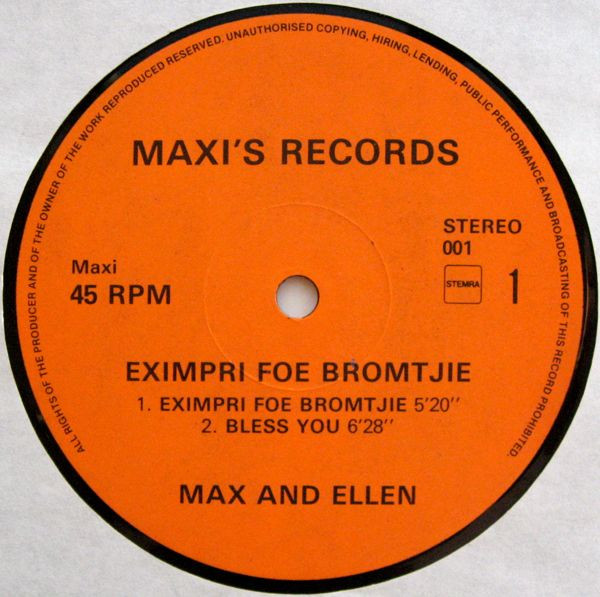 ALL RIGHTS OF THE PRODUCER AND OF THE OWNER OF THE WORK REPRODUCED RESERVED. UNAUTHORISED COPYING, HIRING, LENDING, PUBLIC PERFORMANCE AND BROADCASTING OF THIS RECORD PROHIBITED.
MAXI'S RECORDS
STEREO
001
Maxi
45 RPM
STEMRA
1
EXIMPRI FOE BROMTJIE
1. EXIMPRI FOE BROMTJIE 5'20"
2. BLESS YOU 6'28"
MAX AND ELLEN